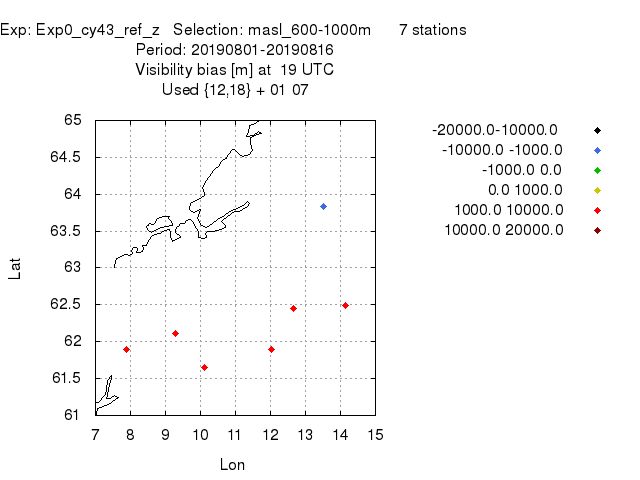 Exp: Exp0_cy43_ref_z Selection: masl_600-1000m 7 stations
Period: 20190801-20190816
Visibility bias [m] at 19 UTC
Used {12,18} + 01 07
-20000.0-10000.0
-10000.0 -1000.0
-1000.0 0.0
0.0 1000.0
1000.0 10000.0
10000.0 20000.0
65
64.5
64
63.5
63
62.5
62
61.5
61
Lat
7 8 9 10 11 12 13 14 15
Lon